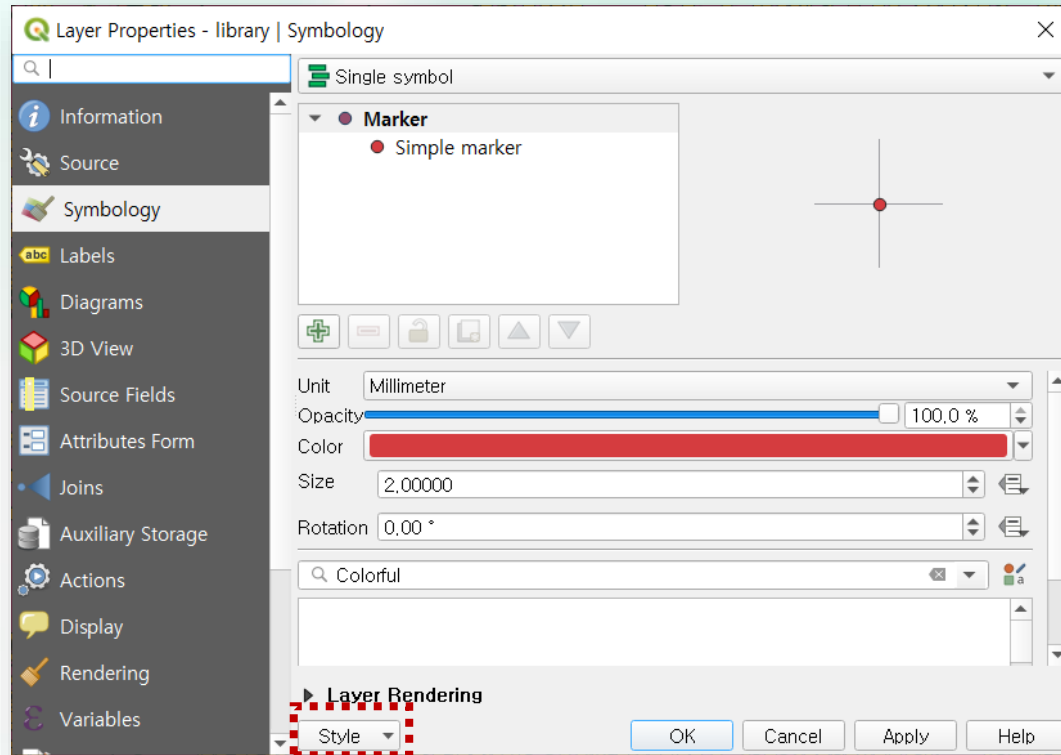 Layer Properties - library | Symbology
Single symbol
Information
Source
Symbology
Labels
abc
Diagrams
3D View
Source Fields
Attributes Form
Joins
Auxiliary Storage
Actions
Display
Rendering
Variables
Marker
Simple marker
Unit Millimeter
Opacity 100,0 %
Color
Size 2,00000
Rotation 0,00 °
Colorful
a
Layer Rendering
Style OK Cancel Apply Help